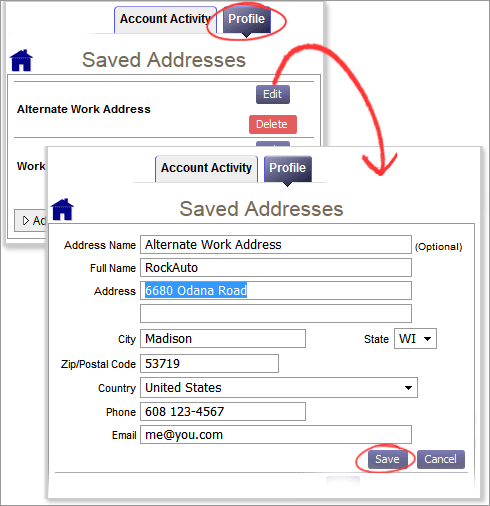 Account Activity Profile
Saved Addresses
Edit
Alternate Work Address
Delete
Work
Ad
Account Activity Profile
Saved Addresses
Address Name Alternate Work Address (Optional)
Full Name RockAuto
Address 6680 Odana Road
City Madison State WI
Zip/Postal Code 53719
Country United States
Phone 608 123-4567
Email me@you.com
Save Cancel